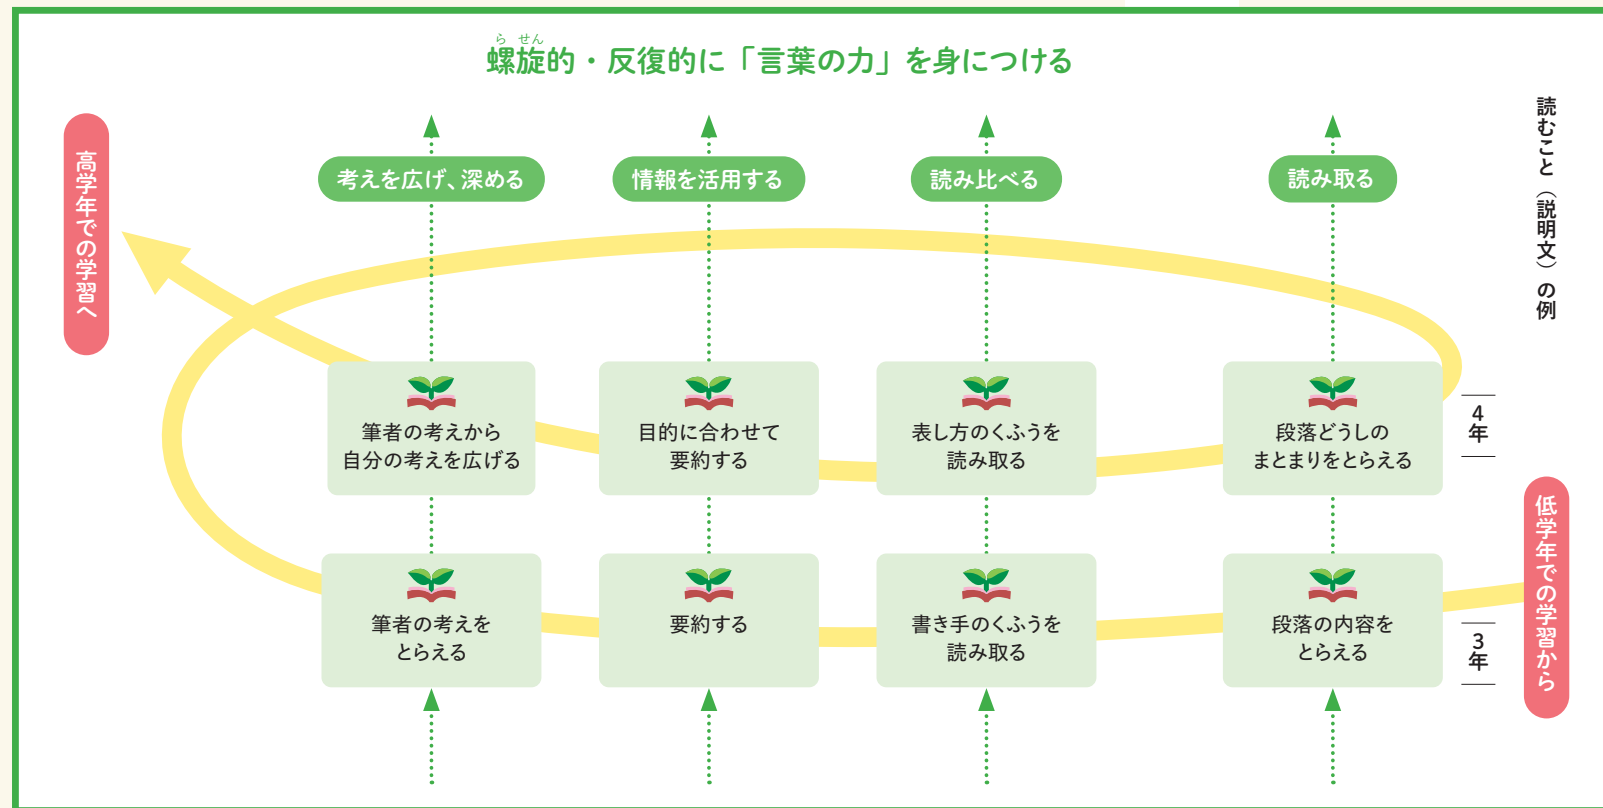 螺旋的・反復的に「言葉の力」を身につける
らせん
読むこと（説明文）の例
読み取る
読み比べる
情報を活用する
考えを広げ、深める
高学年での学習へ
4年
段落どうしの
まとまりをとらえる
表し方のくふうを
読み取る
目的に合わせて
要約する
筆者の考えから
自分の考えを広げる
低学年での学習から
3年
段落の内容を
とらえる
書き手のくふうを
読み取る
要約する
筆者の考えを
とらえる